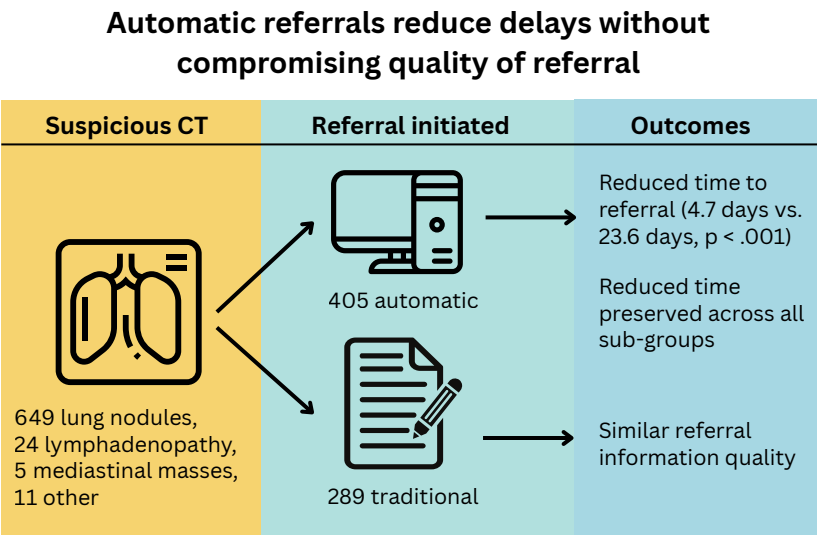 Automatic referrals reduce delays without
compromising quality of referral
Suspicious CT
Referral initiated
Outcomes
649 lung nodules,
24 lymphadenopathy,
5 mediastinal masses,
11 other
405 automatic
289 traditional
Reduced time to
referral (4.7 days vs.
23.6 days, p < .001)
Reduced time
preserved across all
sub-groups
Similar referral
information quality